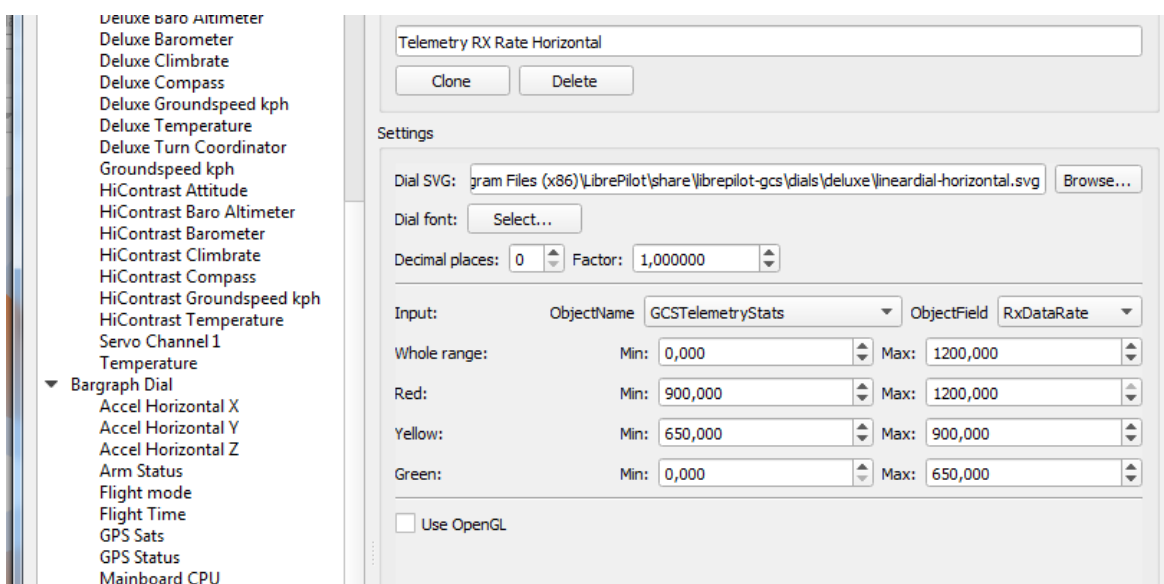 Deluxe Baro Altimeter
Deluxe Barometer
Deluxe Climbrate
Deluxe Compass
Deluxe Groundspeed kph
Deluxe Temperature
Deluxe Turn Coordinator
Groundspeed kph
HiContrast Attitude
HiContrast Baro Altimeter
HiContrast Barometer
HiContrast Climbrate
HiContrast Compass
HiContrast Groundspeed kph
HiContrast Temperature
Servo Channel 1
Temperature
Bargraph Dial
Accel Horizontal X
Accel Horizontal Y
Accel Horizontal Z
Arm Status
Flight mode
Flight Time
GPS Sats
GPS Status
Mainboard CPU
Telemetry RX Rate Horizontal
Clone Delete
Settings
Dial SVG: gram Files (x86)\LibrePilot\share\librepilot-gcs\dials\deluxe\lineardial-horizontal.svg Browse...
Dial font: Select...
Decimal places: 0 Factor: 1,000000
Input: ObjectName GCSTelemetryStats ObjectField RxDataRate
Whole range: Min: 0,000 Max: 1200,000
Red: Min: 900,000 Max: 1200,000
Yellow: Min: 650,000 Max: 900,000
Green: Min: 0,000 Max: 650,000
Use OpenGL